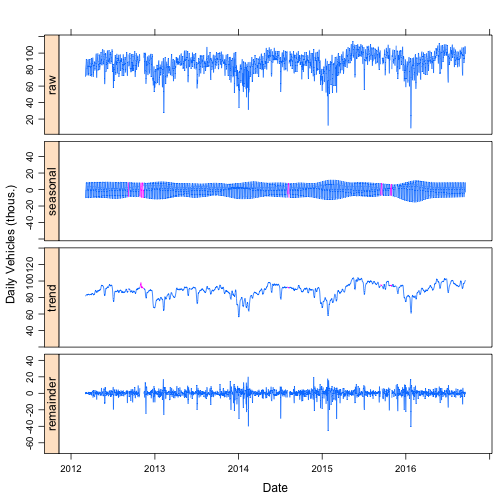 Daily Vehicles (thous.)
raw
20 40 60 80 100
seasonal
-40 0 20 40
trend
20 40 60 80 100 120
remainder
-60 -20 0 20 40
2012 2013 2014 2015 2016
Date